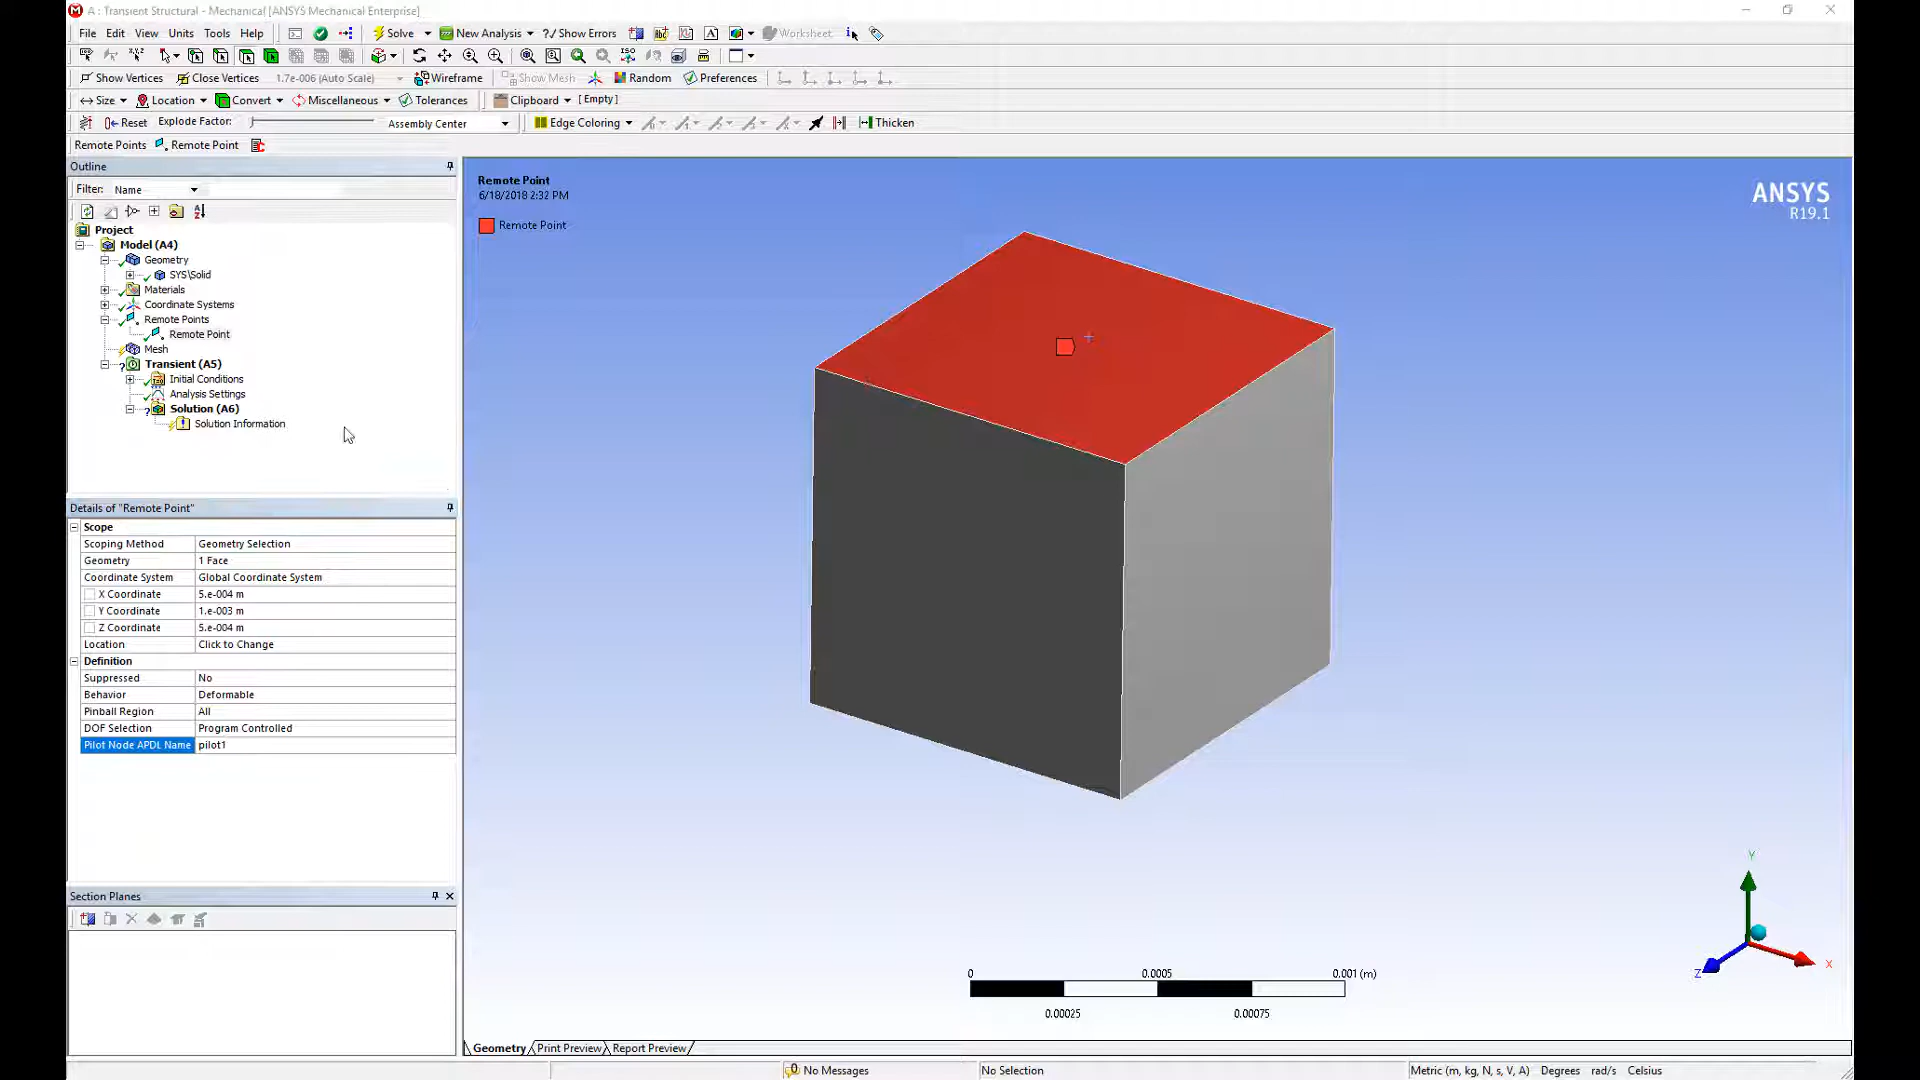 A : Transient Structural - Mechanical [ANSYS Mechanical Enterprise]
File Edit View Units Tools Help Solve New Analysis ?/ Show Errors Worksheet
Show Vertices Close Vertices 1.7e-006 (Auto Scale) Wireframe Show Mesh Random Preferences
Size Location Convert Miscellaneous Tolerances Clipboard [Empty]
Reset Explode Factor: Assembly Center Edge Coloring Thicken
Remote Points Remote Point
Outline
Filter: Name
Project
Model (A4)
Geometry
SYS\Solid
Materials
Coordinate Systems
Remote Points
Remote Point
Mesh
Transient (A5)
Initial Conditions
Analysis Settings
Solution (A6)
Solution Information
Details of "Remote Point"
Scope
Scoping Method Geometry Selection
Geometry 1 Face
Coordinate System Global Coordinate System
X Coordinate 5.e-004 m
Y Coordinate 1.e-003 m
Z Coordinate 5.e-004 m
Location Click to Change
Definition
Suppressed No
Behavior Deformable
Pinball Region All
DOF Selection Program Controlled
Pilot Node APDL Name pilot1
Section Planes
Remote Point
6/18/2018 2:32 PM
Remote Point
ANSYS
R19.1
Y
X
Z
0 0.0005 0.001 (m)
0.00025 0.00075
Geometry Print Preview Report Preview
No Messages No Selection Metric (m, kg, N, s, V, A) Degrees rad/s Celsius